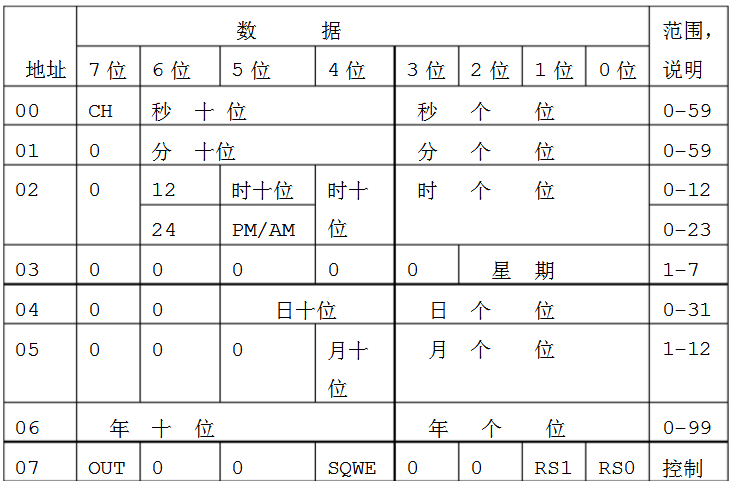 数 据 范围，
地址 7位 6位 5位 4位 3位 2位 1位 0位 说明
00 CH 秒 十 位 秒 个 位 0-59
01 0 分 十位 分 个 位 0-59
02 0 12 时十位 时十 时 个 位 0-12
24 PM/AM 位 0-23
03 0 0 0 0 0 星 期 1-7
04 0 0 日十位 日 个 位 0-31
05 0 0 0 月十 月 个 位 1-12
位
06 年 十 位 年 个 位 0-99
07 OUT 0 0 SQWE 0 0 RS1 RS0 控制